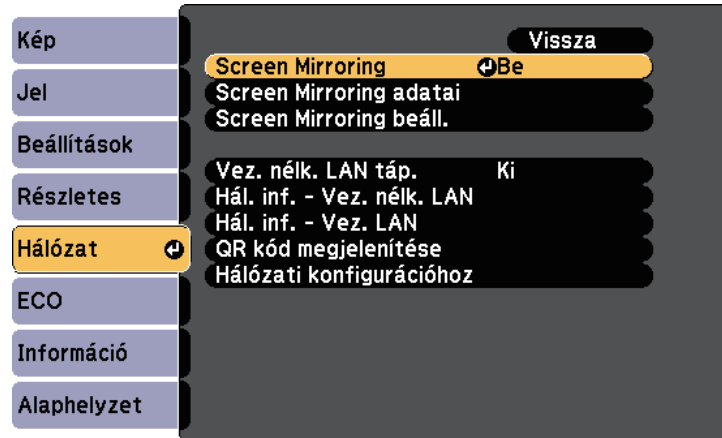 Kép
Jel
Beállítások
Részletes
Hálózat
ECO
Információ
Alaphelyzet
Vissza
Screen Mirroring Be
Screen Mirroring adatai
Screen Mirroring beáll.
Vez. nélk. LAN táp. Ki
Hál. inf. - Vez. nélk. LAN
Hál. inf. - Vez. LAN
QR kód megjelenítése
Hálózati konfigurációhoz